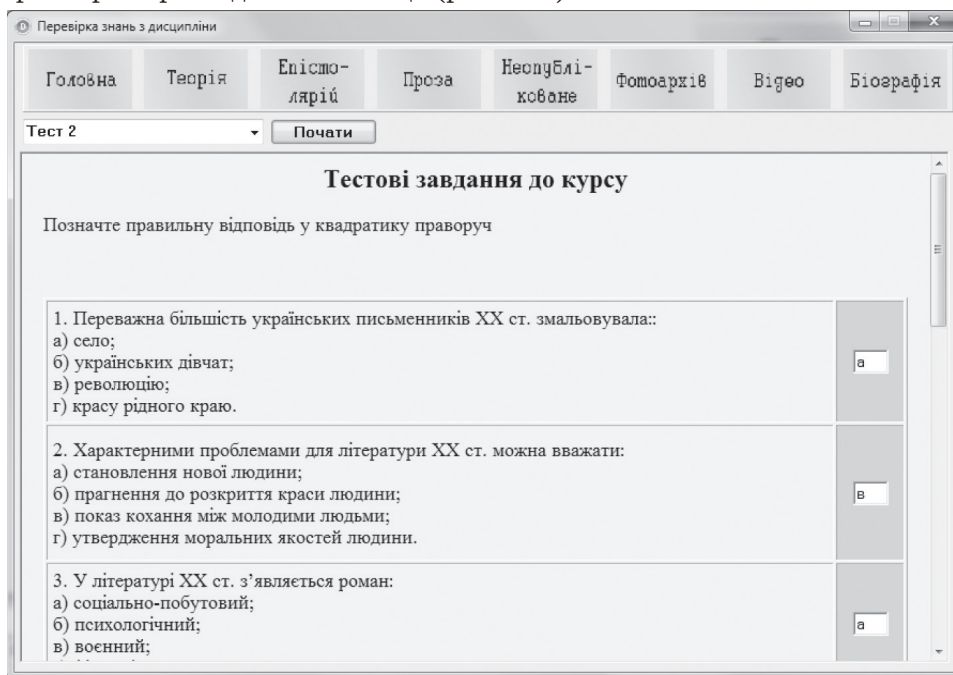 Перевірка знань з дисципліни
Головна Теорія Епісто- Проза Неопублі- Фотоархів Відео Біографія
лярій коване
Тест 2 Почати
Тестові завдання до курсу
Позначте правильну відповідь у квадратику праворуч
1. Переважна більшість українських письменників ХХ ст. змальовувала::
а) село;
б) українських дівчат;
в) революцію;
г) красу рідного краю.
а
2. Характерними проблемами для літератури ХХ ст. можна вважати:
а) становлення нової людини;
б) прагнення до розкриття краси людини;
в) показ кохання між молодими людьми;
г) утвердження моральних якостей людини.
в
3. У літературі ХХ ст. з’являється роман:
а) соціально-побутовий;
б) психологічний;
в) воєнний;
а